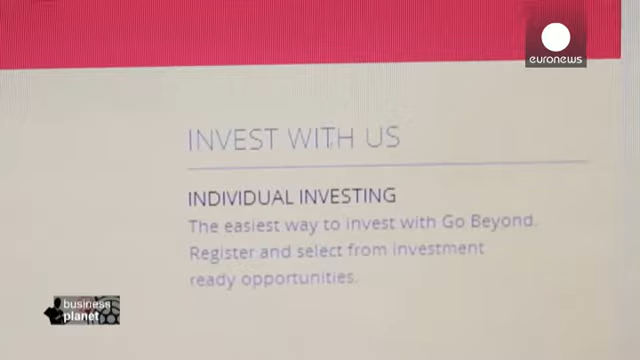 euronews
INVEST WITH US
INDIVIDUAL INVESTING
The easiest way to invest with Go Beyond.
Register and select from investment
ready opportunities.
business
planet